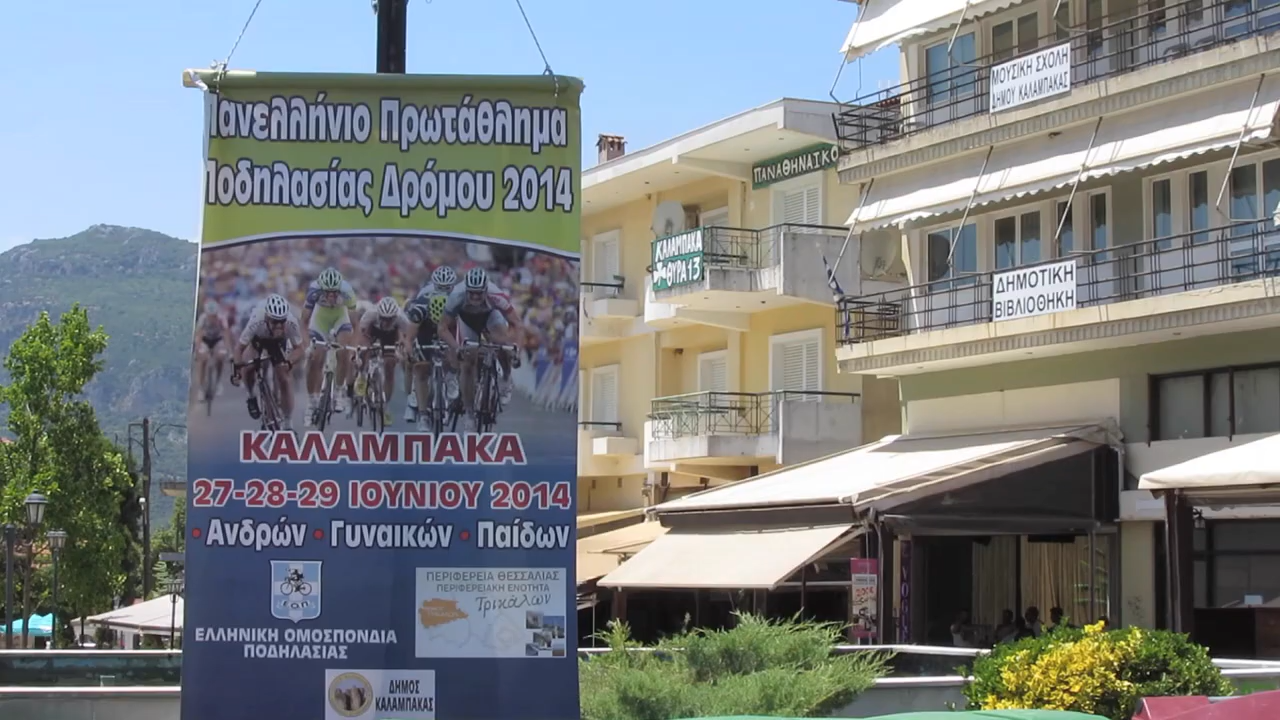 Πανελλήνιο Πρωτάθλημα
Ποδηλασίας Δρόμου 2014
ΚΑΛΑΜΠΑΚΑ
27-28-29 ΙΟΥΝΙΟΥ 2014
• Ανδρών • Γυναικών • Παίδων
Ε.Ο.Π.
ΕΛΛΗΝΙΚΗ ΟΜΟΣΠΟΝΔΙΑ
ΠΟΔΗΛΑΣΙΑΣ
ΠΕΡΙΦΕΡΕΙΑ ΘΕΣΣΑΛΙΑΣ
ΠΕΡΙΦΕΡΕΙΑΚΗ ΕΝΟΤΗΤΑ
Τρικάλων
ΔΗΜΟΣ
ΚΑΛΑΜΠΑΚΑΣ
ΠΑΝΑΘΗΝΑΙΚΟ
ΚΑΛΑΜΠΑΚΑ
ΘΥΡΑ 13
ΜΟΥΣΙΚΗ ΣΧΟΛΗ
ΔΗΜΟΥ ΚΑΛΑΜΠΑΚΑΣ
ΔΗΜΟΤΙΚΗ
ΒΙΒΛΙΟΘΗΚΗ